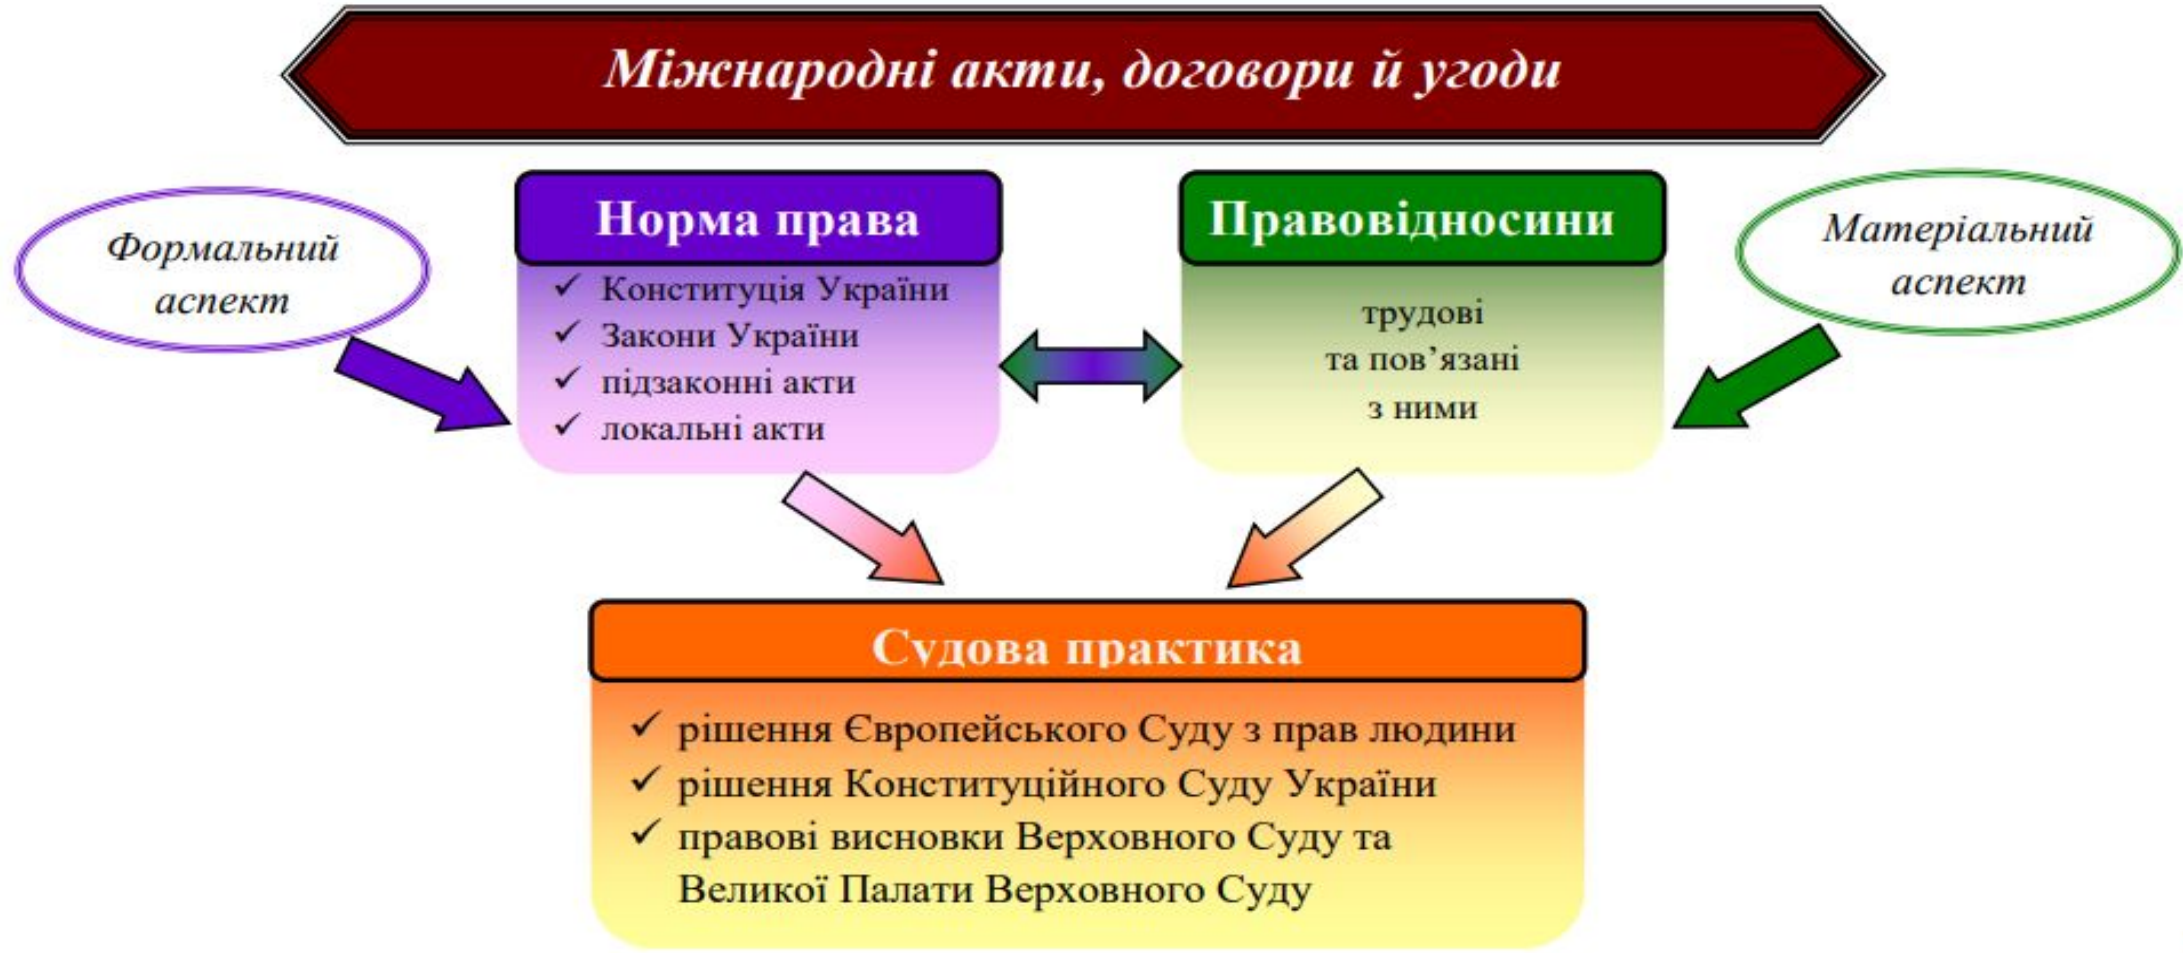 Міжнародні акти, договори й угоди
Формальний
аспект
Норма права
✓ Конституція України
✓ Закони України
✓ підзаконні акти
✓ локальні акти
Правовідносини
трудові
та пов’язані
з ними
Матеріальний
аспект
Судова практика
✓ рішення Європейського Суду з прав людини
✓ рішення Конституційного Суду України
✓ правові висновки Верховного Суду та
Великої Палати Верховного Суду